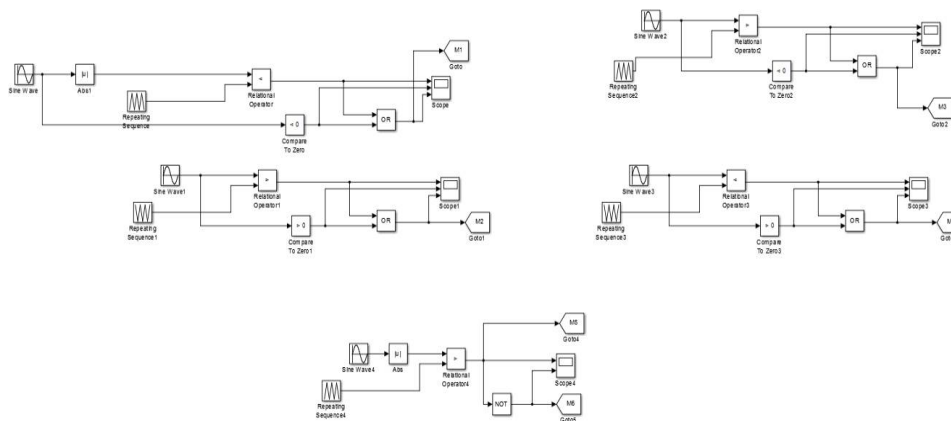 M1
Goto
|u|
Sine Wave
Abs1
Relational
Operator
Repeating
Sequence
Scope
OR
< 0
Compare
To Zero
Sine Wave2
Relational
Operator2
Scope2
Repeating
Sequence2
OR
< 0
Compare
To Zero2
M3
Goto2
Sine Wave1
Relational
Operator1
Scope1
Repeating
Sequence1
OR
M2
Goto1
Compare
To Zero1
Sine Wave3
Relational
Operator3
Scope3
Repeating
Sequence3
OR
Compare
To Zero3
M5
Goto4
|u|
Sine Wave4
Abs
Relational
Operator4
Scope4
Repeating
Sequence4
NOT
M6
Goto5